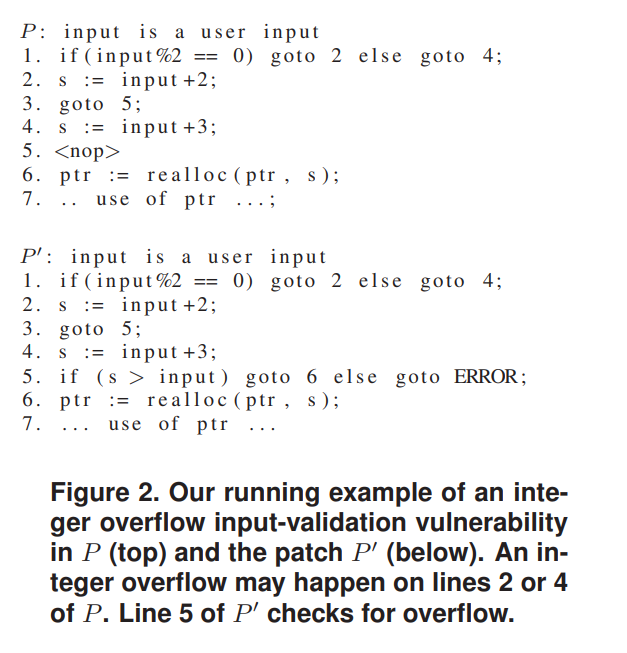 P: input is a user input
1. if(input%2 == 0) goto 2 else goto 4;
2. s := input+2;
3. goto 5;
4. s := input+3;
5. <nop>
6. ptr := realloc(ptr, s);
7. .. use of ptr ...;
P′: input is a user input
1. if(input%2 == 0) goto 2 else goto 4;
2. s := input+2;
3. goto 5;
4. s := input+3;
5. if (s > input) goto 6 else goto ERROR;
6. ptr := realloc(ptr, s);
7. ... use of ptr ...
Figure 2. Our running example of an inte-
ger overflow input-validation vulnerability
in P (top) and the patch P′ (below). An in-
teger overflow may happen on lines 2 or 4
of P. Line 5 of P′ checks for overflow.